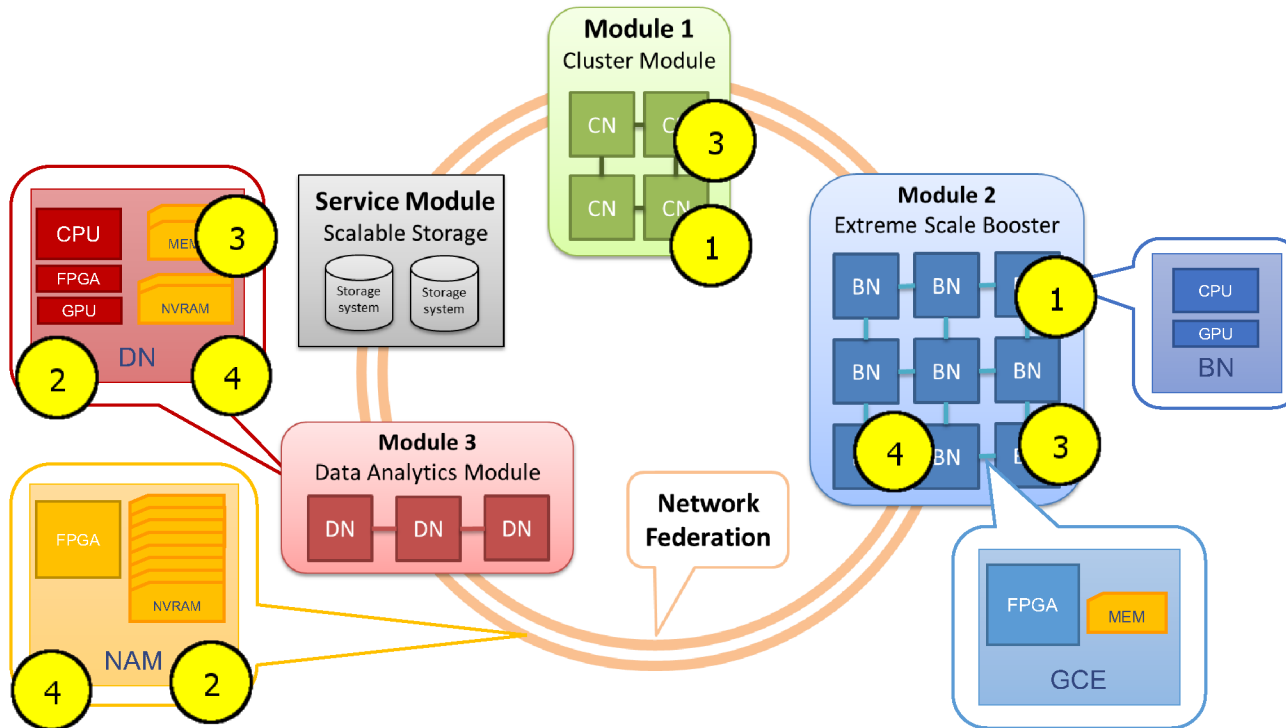 Module 1
Cluster Module
CN
CN
CN
3
1
Service Module
Scalable Storage
Storage
system
Storage
system
Module 2
Extreme Scale Booster
BN
BN
1
BN
BN
BN
4
BN
3
CPU
GPU
BN
CPU
FPGA
GPU
MEM
NVRAM
DN
3
2
4
Module 3
Data Analytics Module
DN
DN
DN
Network
Federation
FPGA
NVRAM
NAM
4
2
FPGA
MEM
GCE